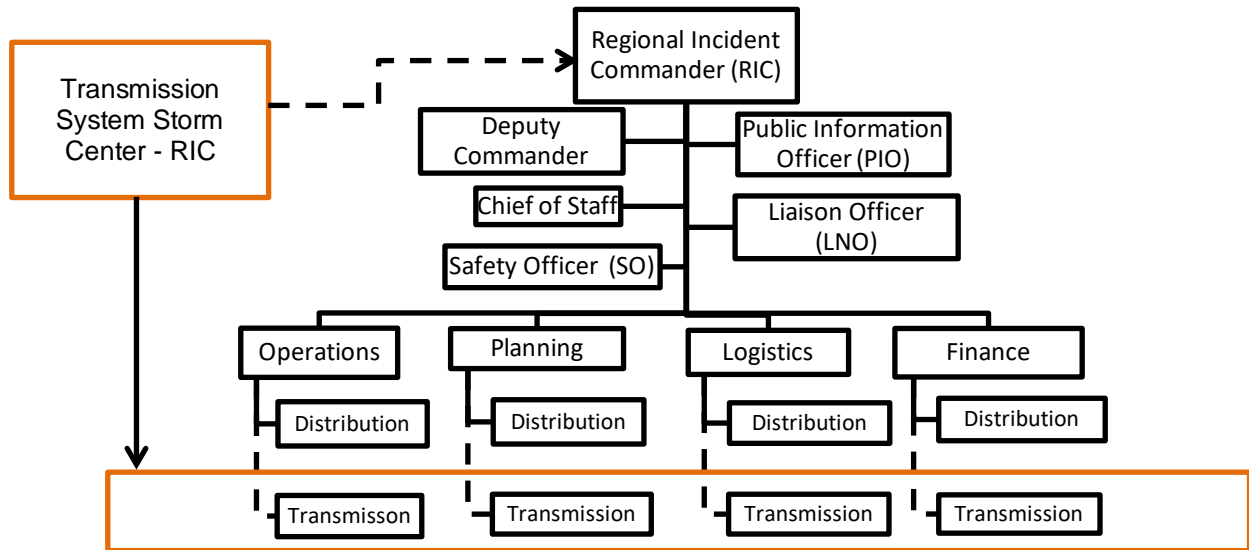 Transmission
System Storm
Center - RIC
Regional Incident
Commander (RIC)
Deputy
Commander
Public Information
Officer (PIO)
Chief of Staff
Liaison Officer
(LNO)
Safety Officer (SO)
Operations
Planning
Logistics
Finance
Distribution
Distribution
Distribution
Distribution
Transmisson
Transmission
Transmission
Transmission